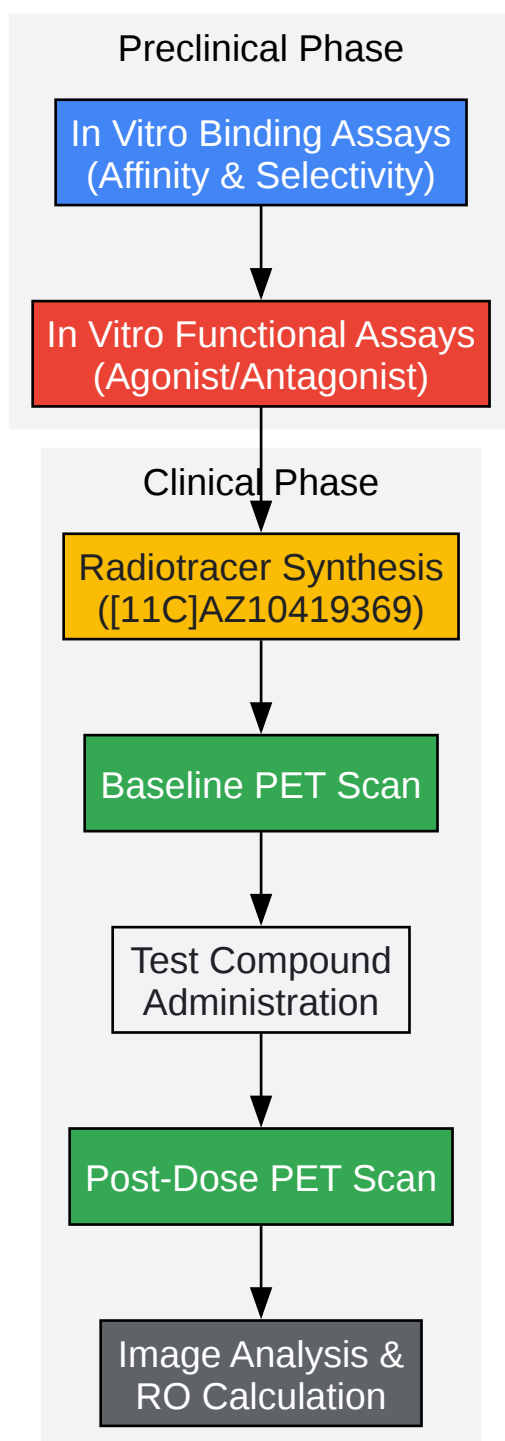 Preclinical Phase
In Vitro Binding Assays
(Affinity & Selectivity)
In Vitro Functional Assays
(Agonist/Antagonist)
Clinical Phase
Radiotracer Synthesis
([11C]AZ10419369)
Baseline PET Scan
Test Compound
Administration
Post-Dose PET Scan
Image Analysis &
RO Calculation